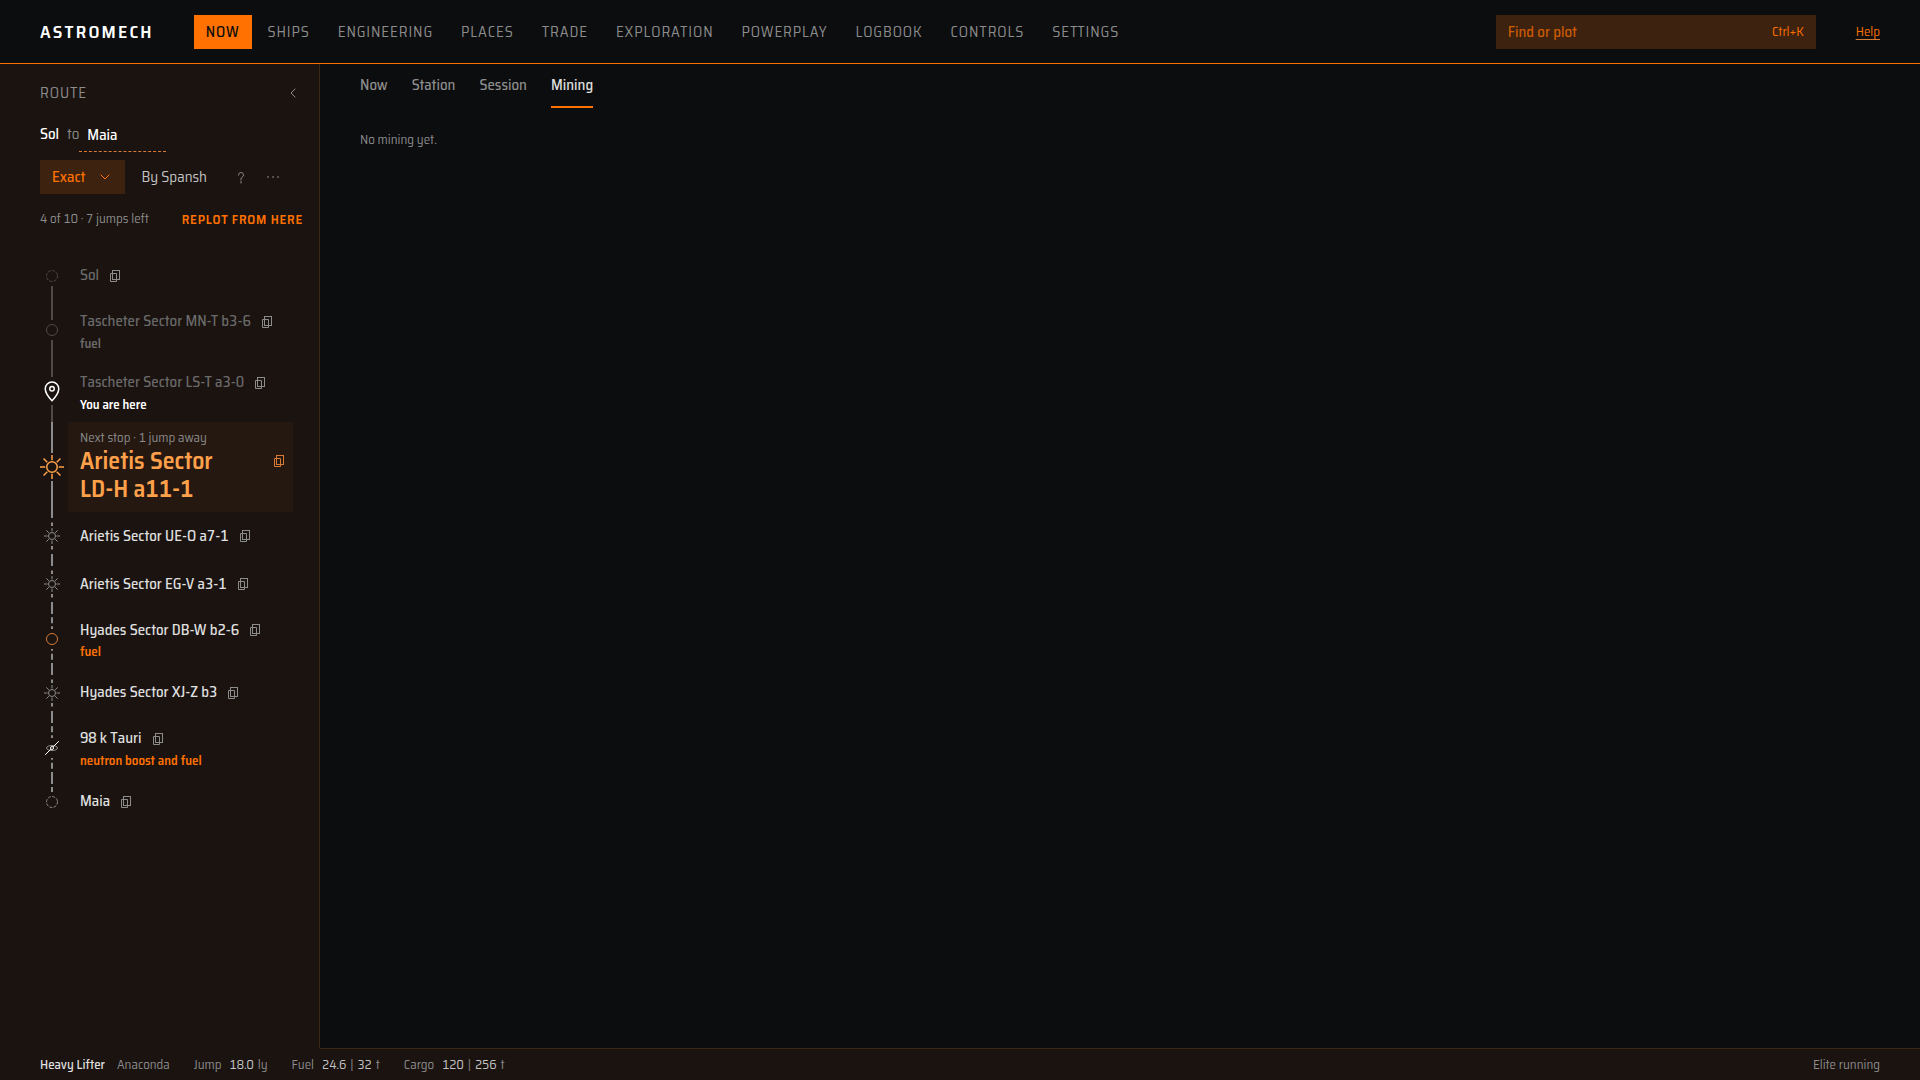 ASTROMECH NOW SHIPS ENGINEERING PLACES TRADE EXPLORATION POWERPLAY LOGBOOK CONTROLS SETTINGS Find or plot Ctrl+K Help
ROUTE
Sol to Maia
Exact By Spansh ? ...
4 of 10 · 7 jumps left REPLOT FROM HERE
Sol
Tascheter Sector MN-T b3-6
fuel
Tascheter Sector LS-T a3-0
You are here
Next stop · 1 jump away
Arietis Sector
LD-H a11-1
Arietis Sector UE-O a7-1
Arietis Sector EG-V a3-1
Hyades Sector DB-W b2-6
fuel
Hyades Sector XJ-Z b3
98 k Tauri
neutron boost and fuel
Maia
Now Station Session Mining
No mining yet.
Heavy Lifter Anaconda Jump 18.0 ly Fuel 24.6 | 32 t Cargo 120 | 256 t Elite running